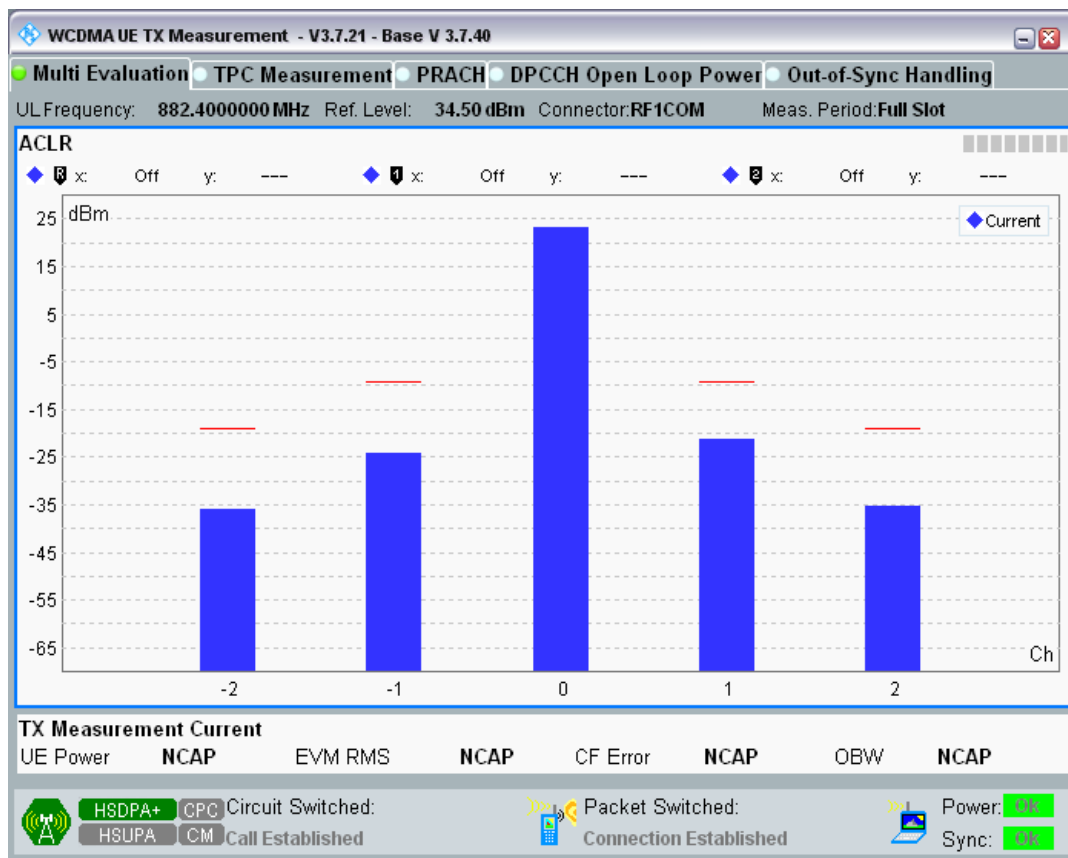 WCDMA UE TX Measurement - V3.7.21 - Base V 3.7.40
Multi Evaluation TPC Measurement PRACH DPCCH Open Loop Power Out-of-Sync Handling
UL Frequency: 882.4000000 MHz Ref. Level: 34.50 dBm Connector:RF1COM Meas. Period:Full Slot
ACLR
R x: Off y: --- 1 x: Off y: --- 2 x: Off y: ---
dBm
Current
25
15
5
-5
-15
-25
-35
-45
-55
-65
Ch
-2 -1 0 1 2
TX Measurement Current
UE Power NCAP EVM RMS NCAP CF Error NCAP OBW NCAP
HSDPA+ CPC Circuit Switched: Packet Switched: Power: OK
HSUPA CM Call Established Connection Established Sync: OK